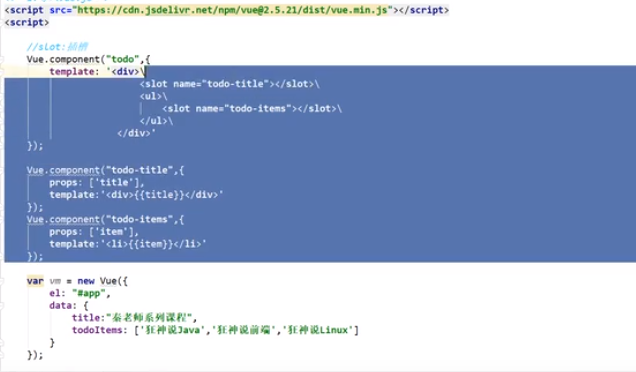 <script src="https://cdn.jsdelivr.net/npm/vue@2.5.21/dist/vue.min.js"></script>
<script>
//slot:插槽
Vue.component("todo",{
template: '<div>\
<slot name="todo-title"></slot>\
<ul>\
<slot name="todo-items"></slot>\
</ul>\
</div>'
});
Vue.component("todo-title",{
props: ['title'],
template:'<div>{{title}}</div>'
});
Vue.component("todo-items",{
props: ['item'],
template:'<li>{{item}}</li>'
});
var vm = new Vue({
el: "#app",
data: {
title:"秦老师系列课程",
todoItems: ['狂神说Java','狂神说前端','狂神说Linux']
}
});